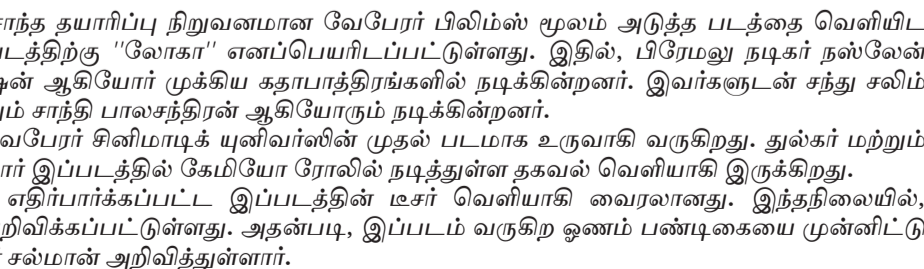 சாந்த தயாரிப்பு நிறுவனமான வேபேரர் பிலிம்ஸ் மூலம் அடுத்த படத்தை வெளியிட
படத்திற்கு ''லோகா'' எனப்பெயரிடப்பட்டுள்ளது. இதில், பிரேமலு நடிகர் நஸ்லேன்
ஷன் ஆகியோர் முக்கிய கதாபாத்திரங்களில் நடிக்கின்றனர். இவர்களுடன் சந்து சலிம்
ும் சாந்தி பாலசந்திரன் ஆகியோரும் நடிக்கின்றனர்.
வபேரர் சினிமாடிக் யுனிவர்ஸின் முதல் படமாக உருவாகி வருகிறது. துல்கர் மற்றும்
ார் இப்படத்தில் கேமியோ ரோலில் நடித்துள்ள தகவல் வெளியாகி இருக்கிறது.
எதிர்பார்க்கப்பட்ட இப்படத்தின் டீசர் வெளியாகி வைரலானது. இந்தநிலையில்,
றிவிக்கப்பட்டுள்ளது. அதன்படி, இப்படம் வருகிற ஓணம் பண்டிகையை முன்னிட்டு
சல்மான் அறிவித்துள்ளார்.